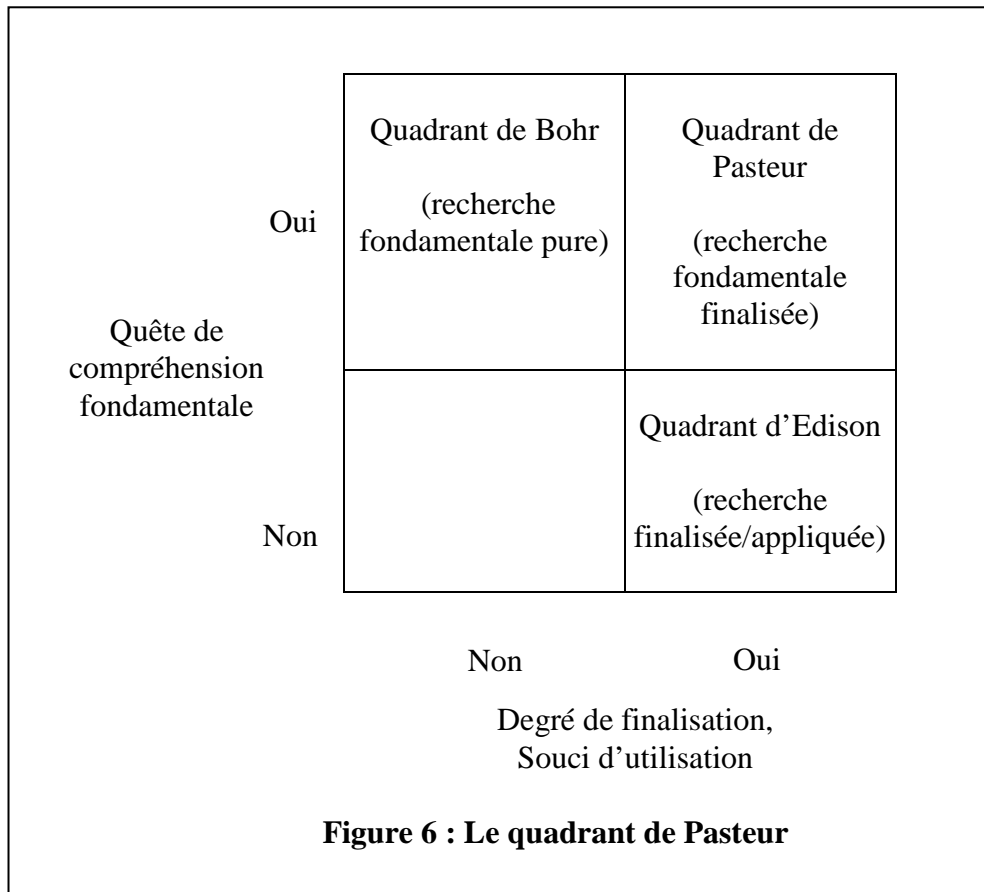 Quadrant de Bohr
(recherche
fondamentale pure)
Quadrant de
Pasteur
(recherche
fondamentale
finalisée)
Oui
Quête de
compréhension
fondamentale
Quadrant d’Edison
(recherche
finalisée/appliquée)
Non
Non
Oui
Degré de finalisation,
Souci d’utilisation
Figure 6 : Le quadrant de Pasteur